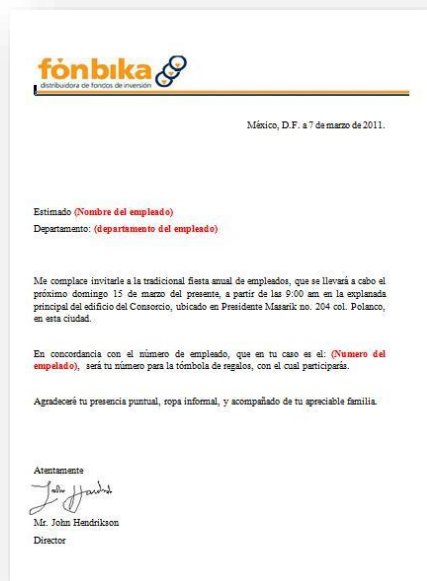 fónbika
distribuidora de fondos de inversión
México, D.F. a 7 de marzo de 2011.
Estimado (Nombre del empleado)
Departamento: (departamento del empleado)
Me complace invitarle a la tradicional fiesta anual de empleados, que se llevará a cabo el
próximo domingo 15 de marzo del presente, a partir de las 9:00 am en la explanada
principal del edificio del Consorcio, ubicado en Presidente Masarik no. 204 col. Polanco,
en esta ciudad.
En concordancia con el número de empleado, que en tu caso es el: (Numero del
empelado), será tu número para la tómbola de regalos, con el cual participarás.
Agradeceré tu presencia puntual, ropa informal, y acompañado de tu apreciable familia.
Atentamente
John Hendrik
Mr. John Hendrikson
Director